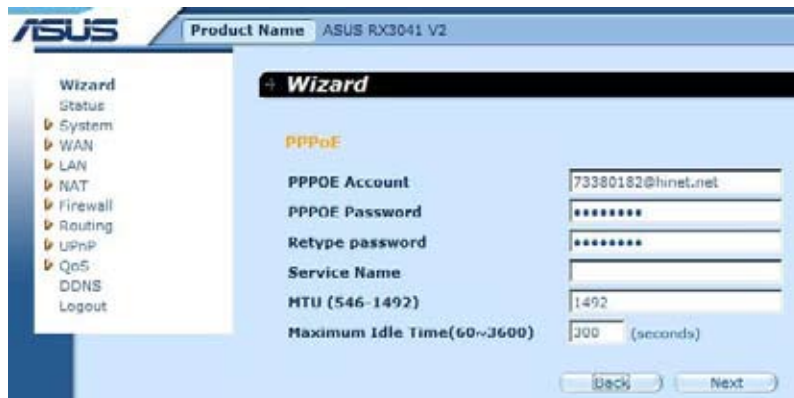 ASUS
Product Name ASUS RX3041 V2
Wizard
Status
System
WAN
LAN
NAT
Firewall
Routing
UPnP
QoS
DDNS
Logout
Wizard
PPPoE
PPPOE Account 73380182@hinet.net
PPPOE Password ••••••••
Retype password ••••••••
Service Name
MTU (546-1492) 1492
Maximum Idle Time(60~3600) 300 (seconds)
Back Next